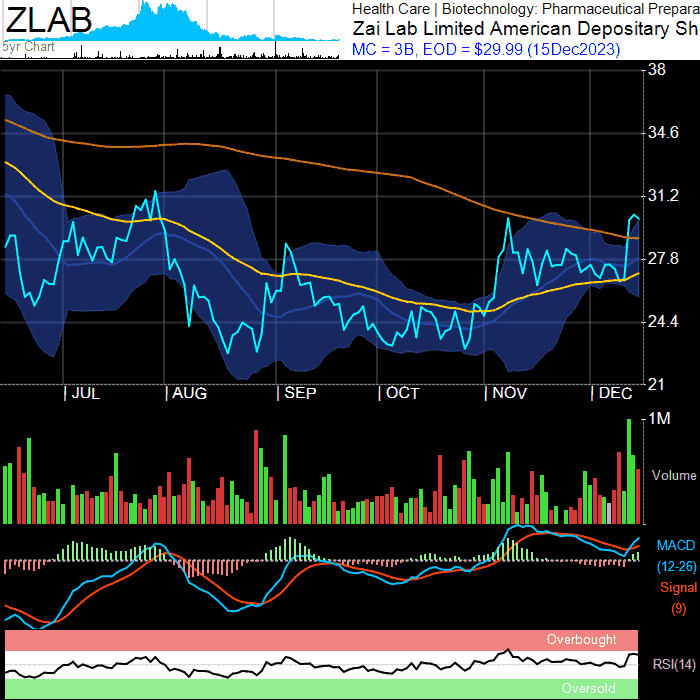 ZLAB
5yr Chart
Health Care | Biotechnology: Pharmaceutical Prepara
Zai Lab Limited American Depositary Sh
MC = 3B, EOD = $29.99 (15Dec2023)
38
34.6
31.2
27.8
24.4
21
JUL AUG SEP OCT NOV DEC
1M
Volume
MACD
(12-26)
Signal
(9)
Overbought
RSI(14)
Oversold